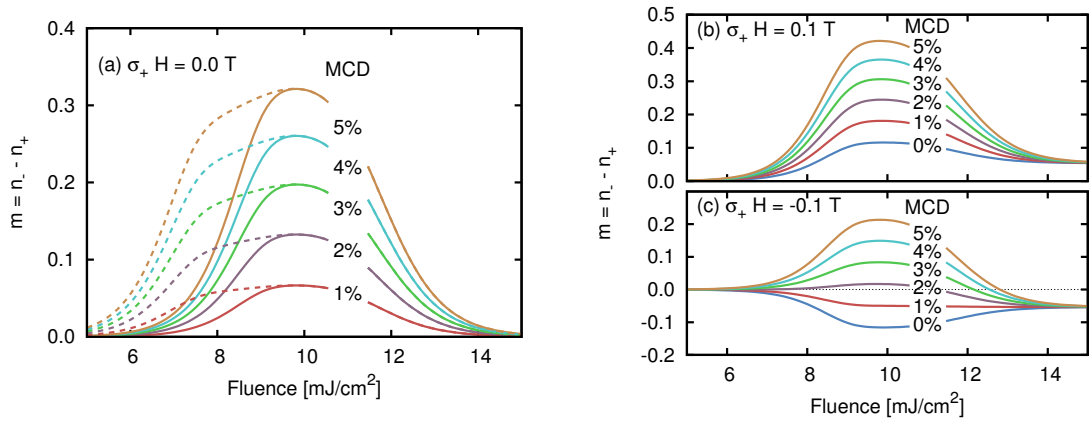 (a) σ+ H = 0.0 T
MCD
5%
4%
3%
2%
1%
0.4
0.3
0.2
0.1
0.0
m = n- - n+
6 8 10 12 14
Fluence [mJ/cm²]
(b) σ+ H = 0.1 T
MCD
5%
4%
3%
2%
1%
0%
0.5
0.4
0.3
0.2
0.1
0.0
m = n- - n+
(c) σ+ H = -0.1 T
MCD
5%
4%
3%
2%
1%
0%
0.2
0.1
0.0
-0.1
-0.2
6 8 10 12 14
Fluence [mJ/cm²]